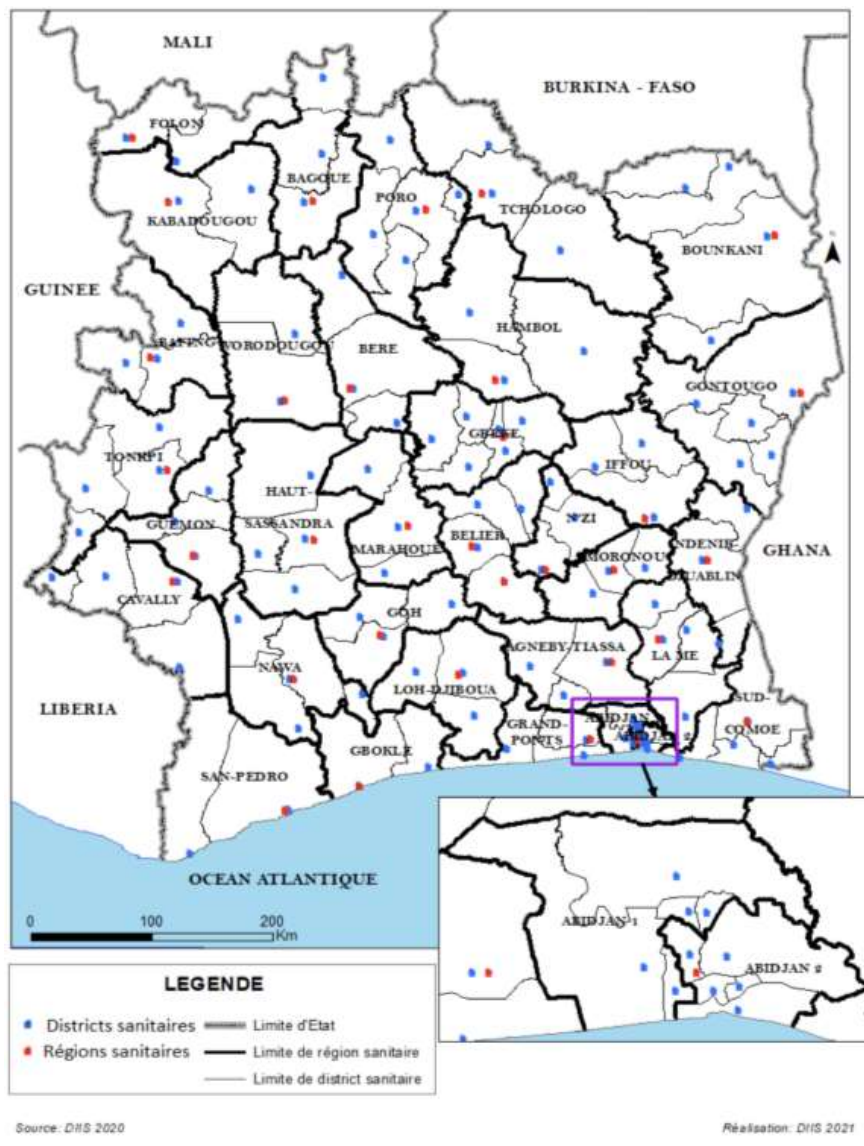 MALI
BURKINA - FASO
FOLON
BAGOUE
PORO
TCHOLOGO
KABADOUGOU
BOUNKANI
GUINEE
HAMBOL
BERE
GONTOUGO
GBEKE
TONKPI
IFFOU
HAUT-
SASSANDRA
GUEMON
N'ZI
BELIER
MARAHOUE
MORONOU
GHANA
CAVALLY
GOH
AGNEBY-TIASSA
LA ME
NAWA
LOH-DJIBOUA
LIBERIA
SUD-
COMOE
GRAND-
PONTS
ABIDJAN 2
GBOKLE
SAN-PEDRO
OCEAN ATLANTIQUE
0 100 200
Km
ABIDJAN 1
ABIDJAN 2
LEGENDE
Districts sanitaires
Limite d'Etat
Régions sanitaires
Limite de région sanitaire
Limite de district sanitaire
Source: DIIS 2020
Réalisation: DIIS 2021